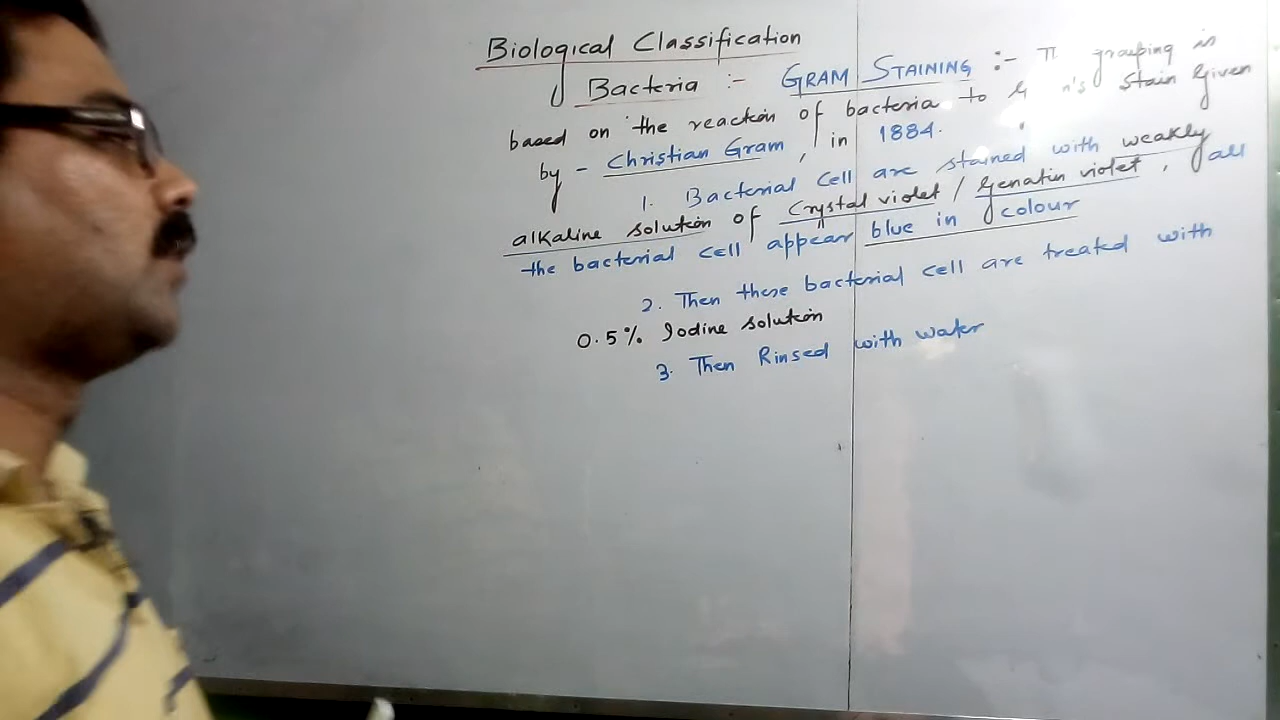 Biological Classification
Bacteria :- GRAM STAINING :- grouping is
based on the reaction of bacteria to Stain Given
by - Christian Gram, in 1884.
1. Bacterial Cell are stained with weakly
alkaline solution of Crystal violet / Genatin violet, all
the bacterial cell appear blue in colour
2. Then these bacterial cell are treated with
0.5% Iodine solution
3. Then Rinsed with water